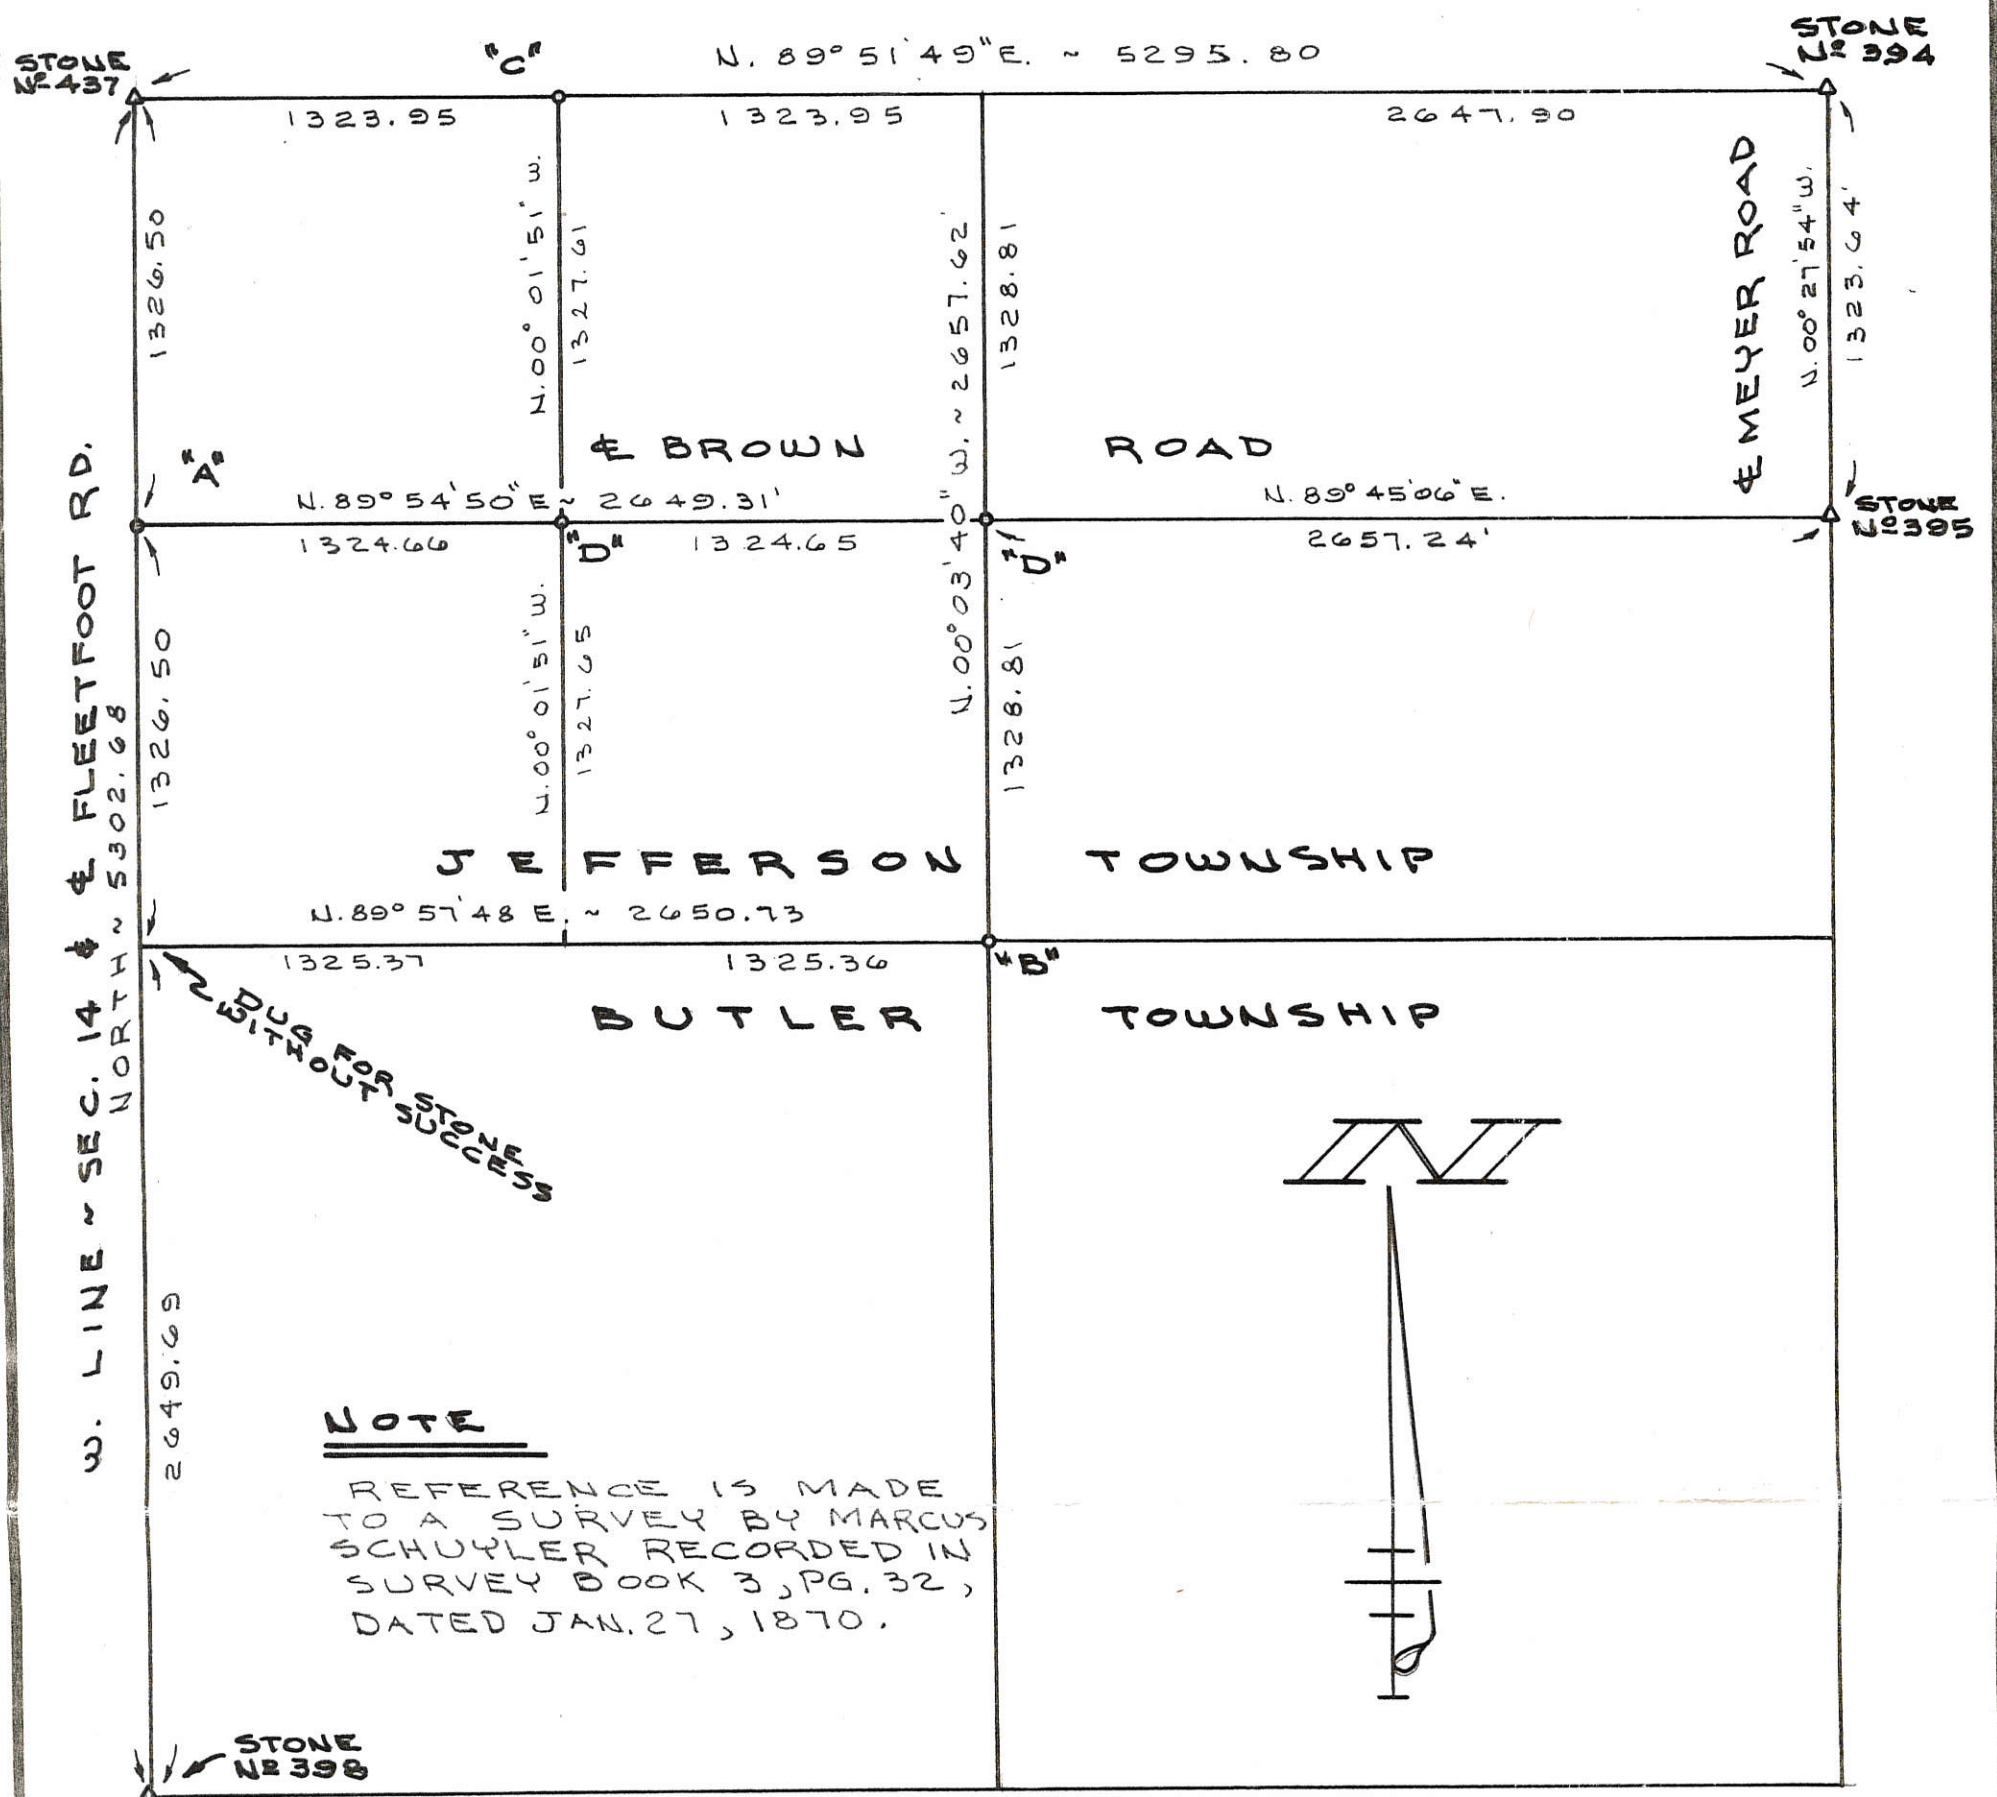 STONE
Nº 437
"C"
N. 89° 51' 49" E. ~ 5295.80
STONE
Nº 394
1323.95
1323.95
2647.90
1326.50
N. 00° 01' 51" W.
1327.61
N. 00° 03' 40" W. ~ 2657.62'
1328.81
℄ MEYER ROAD
N. 00° 27' 54" W.
1323.64'
"A"
℄ BROWN ROAD
N. 89° 54' 50" E ~ 2649.31'
N. 89° 45' 06" E.
STONE
Nº 395
1324.66
"D"
1324.65
"D"
2657.24'
W. LINE ~ SEC. 14 & ℄ FLEETFOOT RD.
NORTH ~ 5302.68
1326.50
N. 00° 01' 51" W.
1327.65
1328.81
JEFFERSON TOWNSHIP
N. 89° 57' 48 E. ~ 2650.73
1325.37
1325.36
"B"
DUG FOR STONE
WITHOUT SUCCESS
BUTLER TOWNSHIP
N
2649.69
NOTE
REFERENCE IS MADE
TO A SURVEY BY MARCUS
SCHUYLER RECORDED IN
SURVEY BOOK 3, PG. 32,
DATED JAN. 27, 1870.
STONE
Nº 398